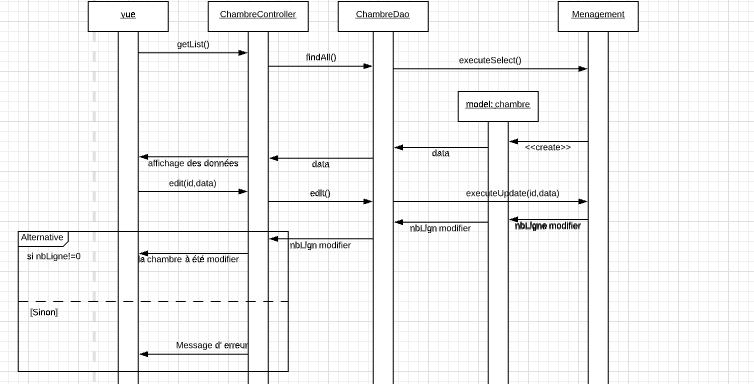 vue
ChambreController
ChambreDao
Menagement
getList()
findAll()
executeSelect()
model: chambre
<<create>>
data
data
affichage des données
edit(id,data)
edit()
executeUpdate(id,data)
nbLign modifier
nbLigne modifier
nbLign modifier
Alternative
si nbLigne!=0
la chambre à été modifier
[Sinon]
Message d' erreur